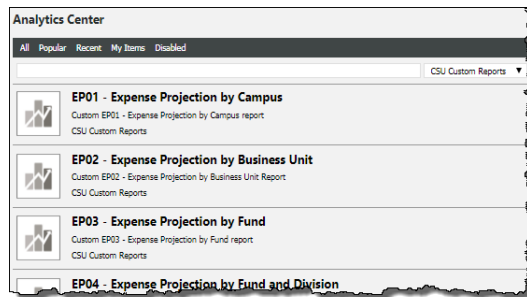 Analytics Center
All Popular Recent My Items Disabled
CSU Custom Reports
EP01 - Expense Projection by Campus
Custom EP01 - Expense Projection by Campus report
CSU Custom Reports
EP02 - Expense Projection by Business Unit
Custom EP02 - Expense Projection by Business Unit Report
CSU Custom Reports
EP03 - Expense Projection by Fund
Custom EP03 - Expense Projection by Fund report
CSU Custom Reports
EP04 - Expense Projection by Fund and Division